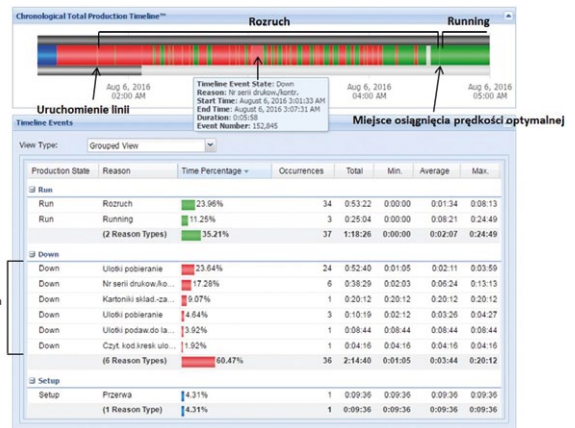 Chronological Total Production Timeline™
Rozruch
Running
Aug 6, 2016
02:00 AM
Aug 6, 2016
04:00 AM
Aug 6, 2016
05:00 AM
Uruchomienie linii
Timeline Event State: Down
Reason: Nr serii drukow./kontr.
Start Time: August 6, 2016 3:01:33 AM
End Time: August 6, 2016 3:07:31 AM
Duration: 0:05:58
Event Number: 152,845
Miejsce osiągnięcia prędkości optymalnej
Timeline Events
View Type: Grouped View
Production State Reason Time Percentage Occurrences Total Min. Average Max.
Run
Run Rozruch 23.96% 34 0:53:22 0:00:00 0:01:34 0:08:13
Run Running 11.25% 3 0:25:04 0:00:00 0:08:21 0:24:49
(2 Reason Types) 35.21% 37 1:18:26 0:00:00 0:02:07 0:24:49
Down
Down Ulotki pobieranie 23.64% 24 0:52:40 0:01:05 0:02:11 0:03:59
Down Nr serii drukow./ko... 17.28% 6 0:38:29 0:02:03 0:06:24 0:13:13
Down Kartoniki sklad.-za... 9.07% 1 0:20:12 0:20:12 0:20:12 0:20:12
Down Ulotki pobieranie 4.64% 3 0:10:19 0:02:12 0:03:26 0:04:27
Down Ulotki podaw.do la... 3.92% 1 0:08:44 0:08:44 0:08:44 0:08:44
Down Czyt. kod.kresk ulo... 1.92% 1 0:04:16 0:04:16 0:04:16 0:04:16
(6 Reason Types) 60.47% 36 2:14:40 0:01:05 0:03:44 0:20:12
Setup
Setup Przerwa 4.31% 1 0:09:36 0:09:36 0:09:36 0:09:36
(1 Reason Type) 4.31% 1 0:09:36 0:09:36 0:09:36 0:09:36